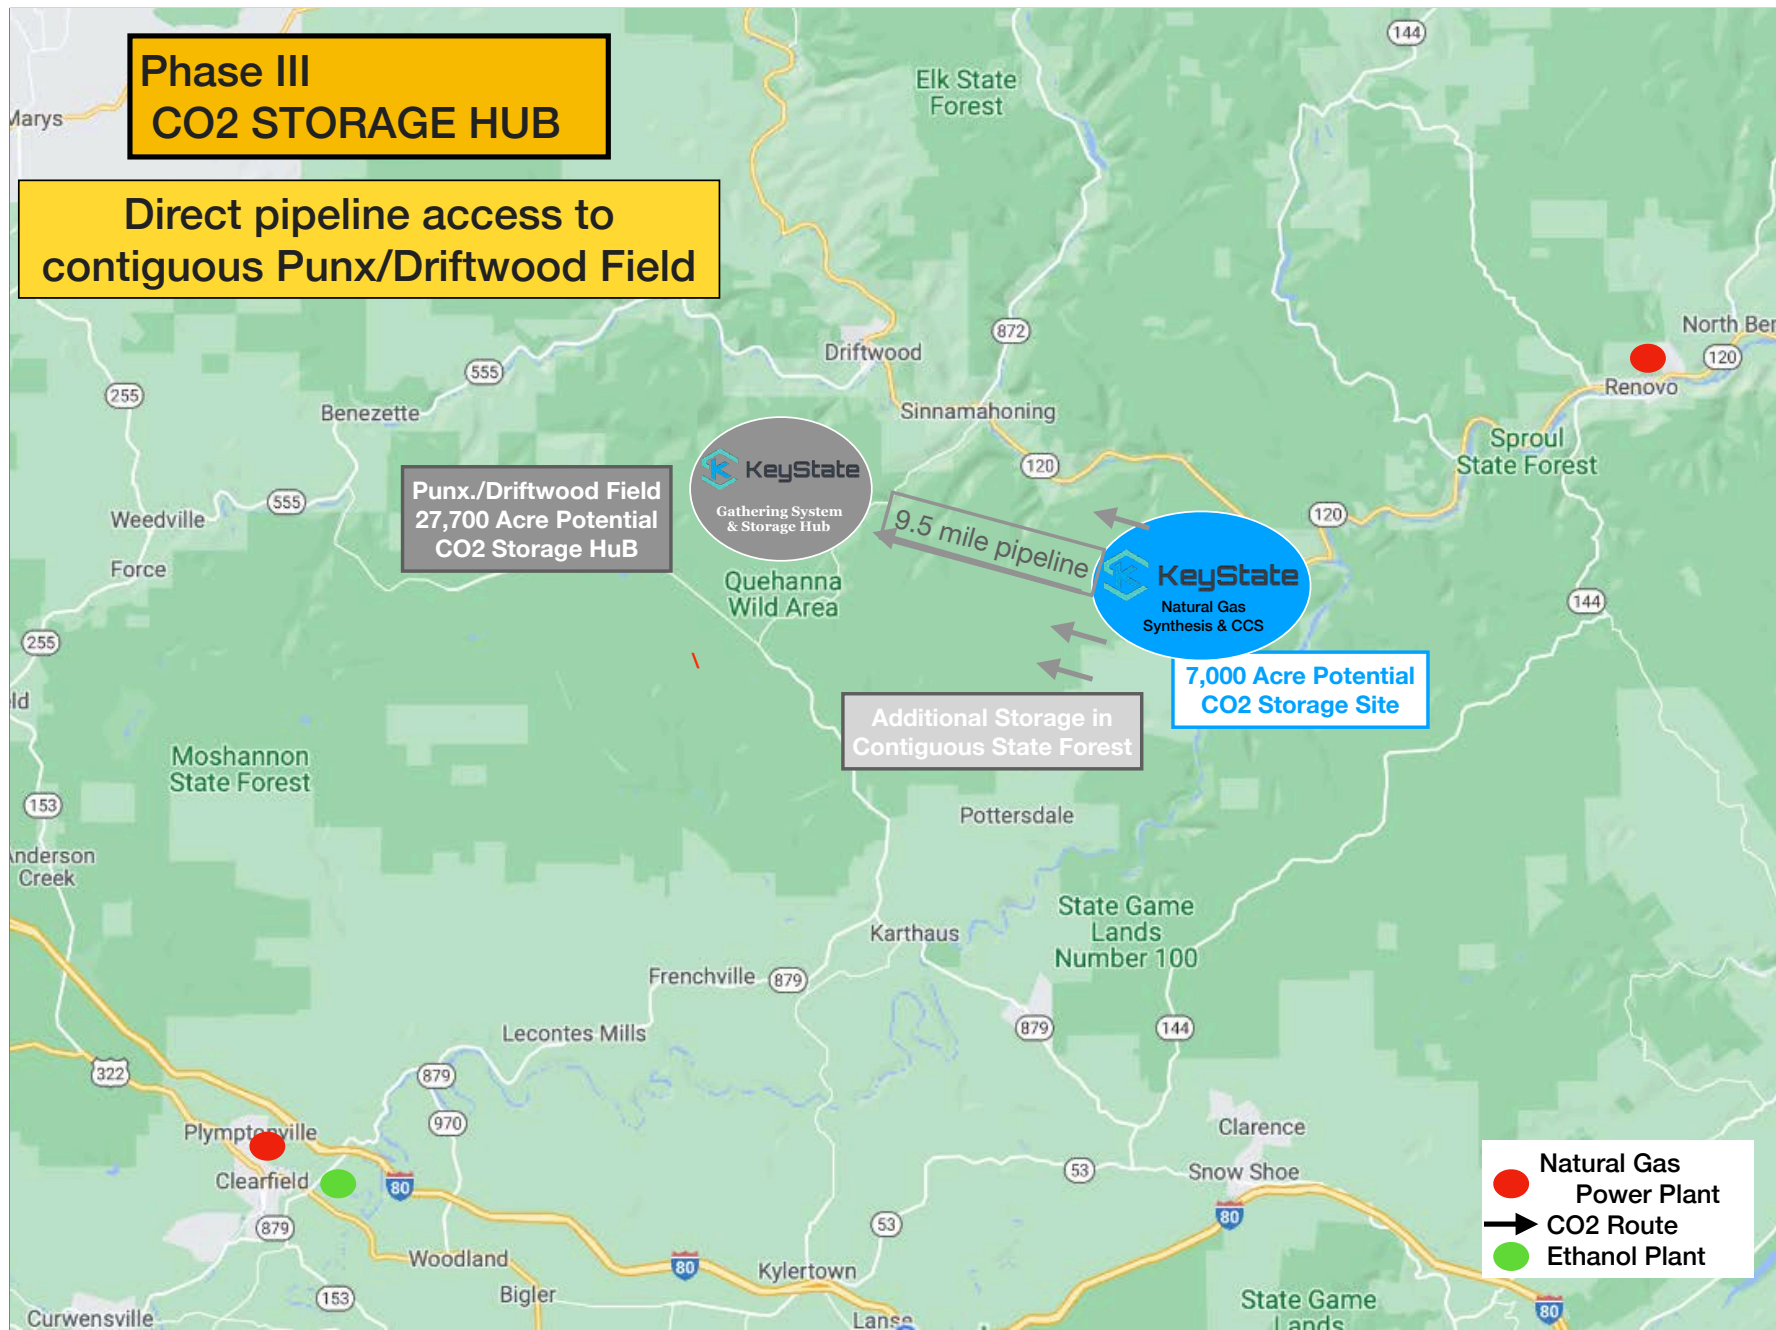 Phase III
CO2 STORAGE HUB
Direct pipeline access to
contiguous Punx/Driftwood Field
Marys
Elk State
Forest
144
872
Driftwood
555
255
Benezette
Sinnamahoning
North Ber
120
Renovo
Sproul
State Forest
120
KeyState
Gathering System
& Storage Hub
Punx./Driftwood Field
27,700 Acre Potential
CO2 Storage HuB
555
Weedville
Force
9.5 mile pipeline
120
KeyState
Natural Gas
Synthesis & CCS
Quehanna
Wild Area
144
255
7,000 Acre Potential
CO2 Storage Site
ld
Additional Storage in
Contiguous State Forest
Moshannon
State Forest
153
Pottersdale
Anderson
Creek
State Game
Lands
Number 100
Karthaus
Frenchville
879
Lecontes Mills
879
144
322
879
970
Plymptonville
Clearfield
80
Clarence
53
Snow Shoe
80
879
53
Woodland
80
Kylertown
Bigler
153
Curwensville
Lanse
State Game
Lands
80
Natural Gas
Power Plant
CO2 Route
Ethanol Plant